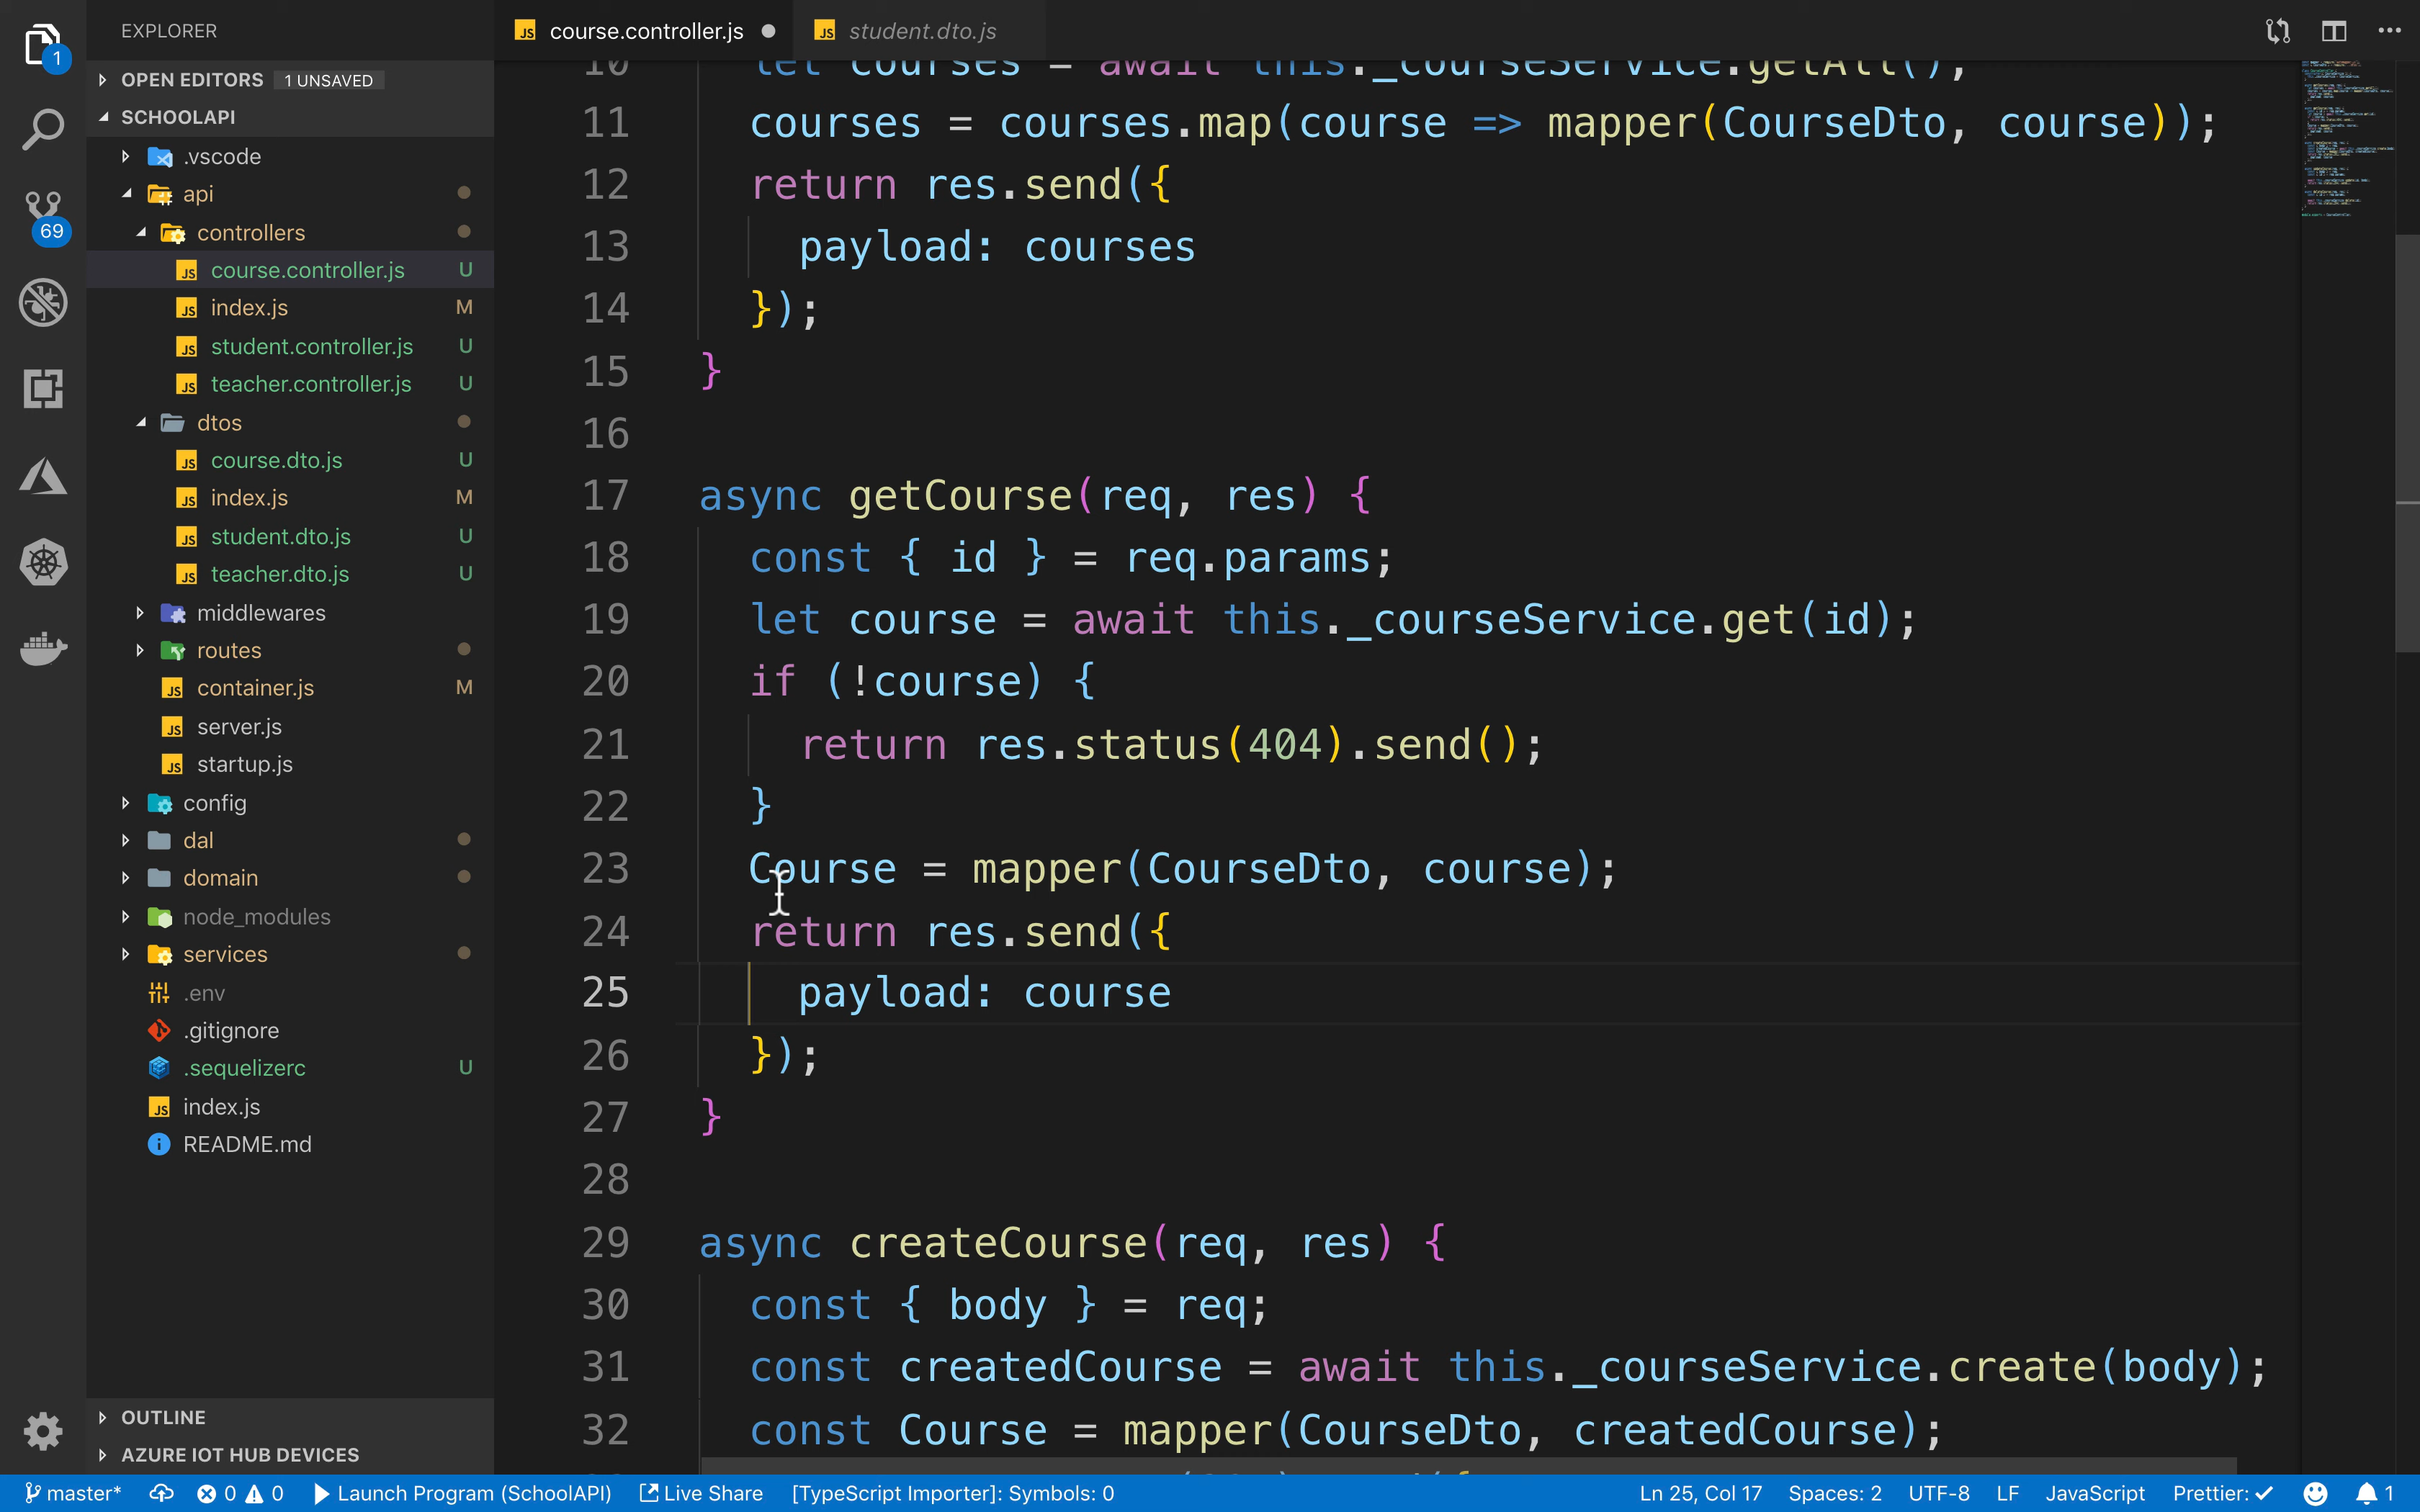 EXPLORER
OPEN EDITORS 1 UNSAVED
SCHOOLAPI
.vscode
api
controllers
course.controller.js U
index.js M
student.controller.js U
teacher.controller.js U
dtos
course.dto.js U
index.js M
student.dto.js U
teacher.dto.js U
middlewares
routes
container.js M
server.js
startup.js
config
dal
domain
node_modules
services
.env
.gitignore
.sequelizerc U
index.js
README.md
OUTLINE
AZURE IOT HUB DEVICES
1
69
course.controller.js
student.dto.js
10 let courses = await this._courseService.getAll();
11 courses = courses.map(course => mapper(CourseDto, course));
12 return res.send({
13 payload: courses
14 });
15 }
16
17 async getCourse(req, res) {
18 const { id } = req.params;
19 let course = await this._courseService.get(id);
20 if (!course) {
21 return res.status(404).send();
22 }
23 Course = mapper(CourseDto, course);
24 return res.send({
25 payload: course
26 });
27 }
28
29 async createCourse(req, res) {
30 const { body } = req;
31 const createdCourse = await this._courseService.create(body);
32 const Course = mapper(CourseDto, createdCourse);
master* 0 0 Launch Program (SchoolAPI) Live Share [TypeScript Importer]: Symbols: 0 Ln 25, Col 17 Spaces: 2 UTF-8 LF JavaScript Prettier: ✓ 1